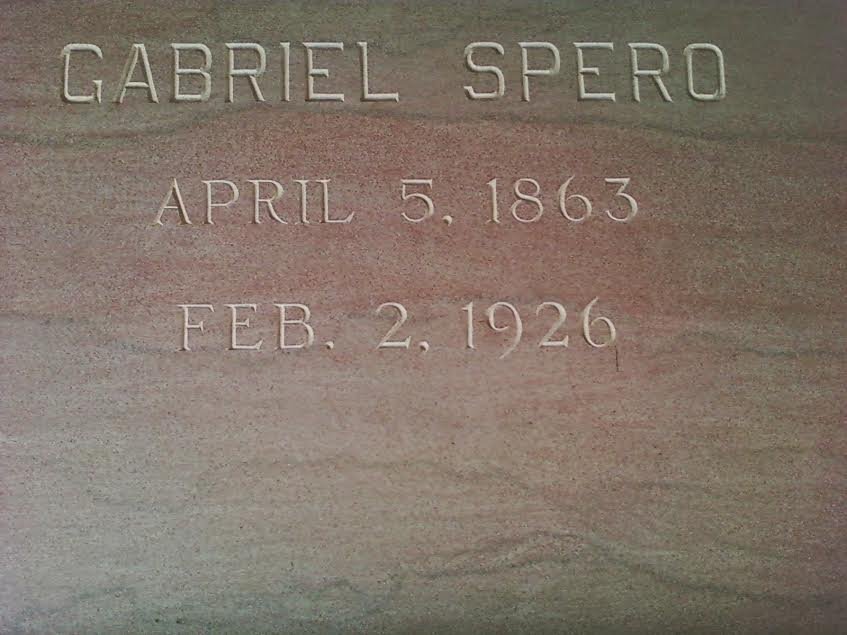 GABRIEL SPERO
APRIL 5, 1863
FEB. 2, 1926